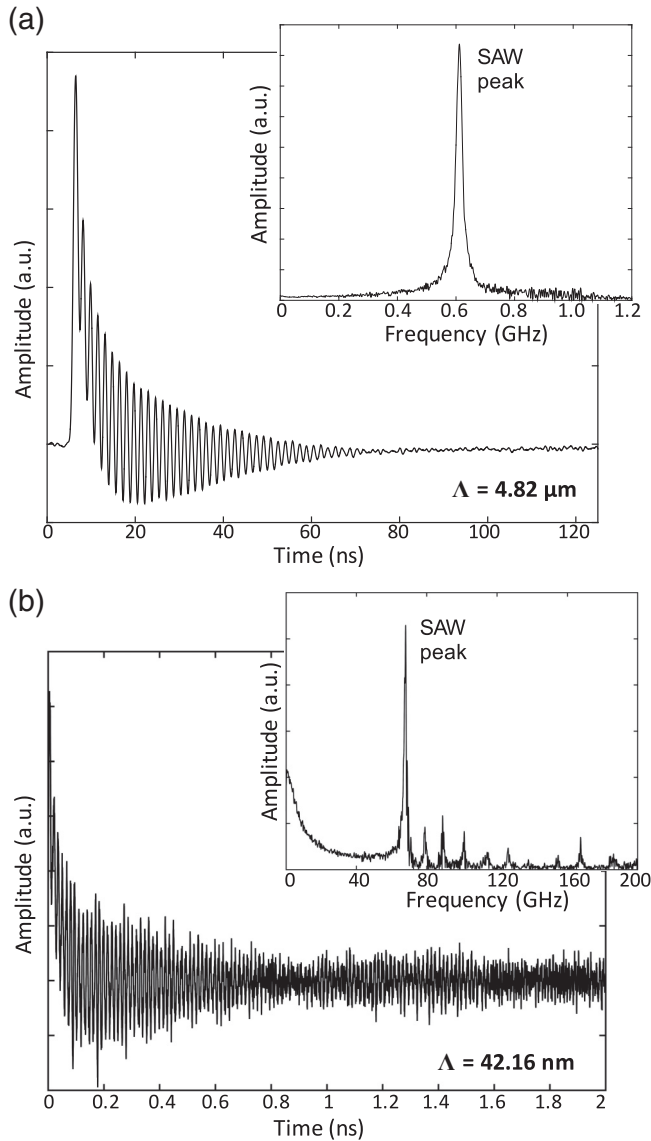 (a)
SAW
peak
Amplitude (a.u.)
0 0.2 0.4 0.6 0.8 1.0 1.2
Frequency (GHz)
Amplitude (a.u.)
Λ = 4.82 μm
0 20 40 60 80 100 120
Time (ns)
(b)
SAW
peak
Amplitude (a.u.)
0 40 80 120 160 200
Frequency (GHz)
Amplitude (a.u.)
Λ = 42.16 nm
0 0.2 0.4 0.6 0.8 1 1.2 1.4 1.6 1.8 2
Time (ns)